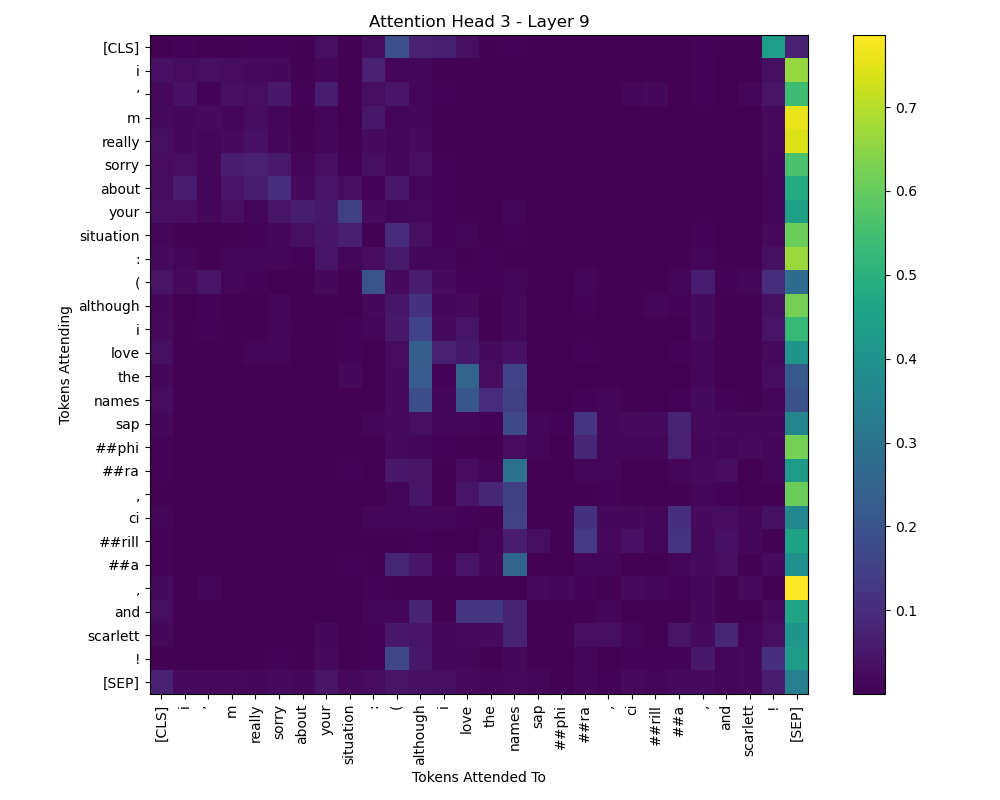 Attention Head 3 - Layer 9
Tokens Attending
[CLS]
i
’
m
really
sorry
about
your
situation
:
(
although
i
love
the
names
sap
##phi
##ra
,
ci
##rill
##a
,
and
scarlett
!
[SEP]
[CLS]
i
’
m
really
sorry
about
your
situation
:
(
although
i
love
the
names
sap
##phi
##ra
,
ci
##rill
##a
,
and
scarlett
!
[SEP]
Tokens Attended To
0.7
0.6
0.5
0.4
0.3
0.2
0.1